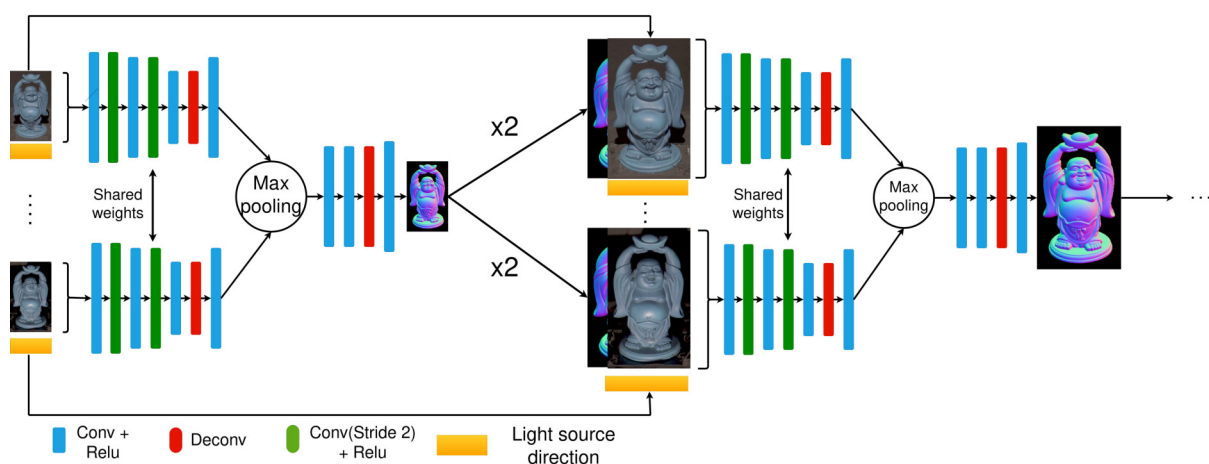 Shared
weights
Max
pooling
x2
x2
Shared
weights
Max
pooling
Conv +
Relu
Deconv
Conv(Stride 2)
+ Relu
Light source
direction